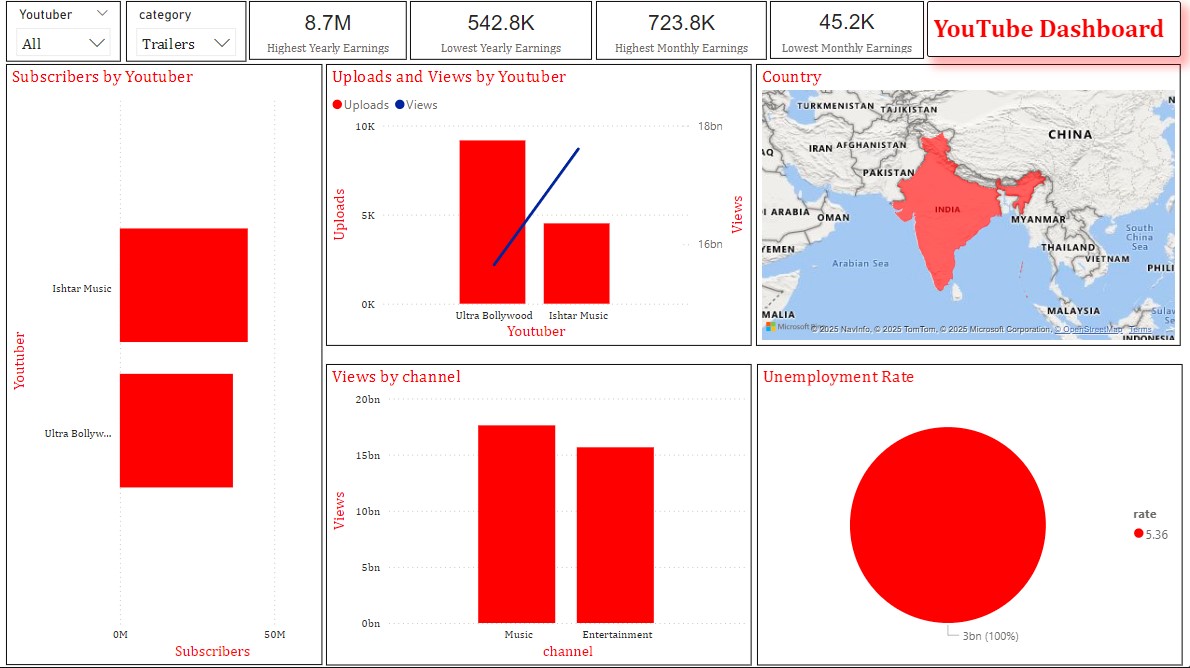 Youtuber
All
category
Trailers
8.7M
Highest Yearly Earnings
542.8K
Lowest Yearly Earnings
723.8K
Highest Monthly Earnings
45.2K
Lowest Monthly Earnings
YouTube Dashboard
Subscribers by Youtuber
Youtuber
Ishtar Music
Ultra Bollyw...
0M
50M
Subscribers
Uploads and Views by Youtuber
Uploads
Views
10K
5K
0K
Uploads
18bn
16bn
Views
Ultra Bollywood
Ishtar Music
Youtuber
Country
TURKMENISTAN
TAJIKISTAN
CHINA
AQ
IRAN
AFGHANISTAN
PAKISTAN
I ARABIA
OMAN
INDIA
MYANMAR
YEMEN
Arabian Sea
THAILAND
VIETNAM
South
China
Sea
PHILI
MALIA
MALAYSIA
Sulaw
Se
INDONESIA
Microsoft
© 2025 NavInfo, © 2025 TomTom, © 2025 Microsoft Corporation, © OpenStreetMap Terms
Views by channel
20bn
15bn
10bn
5bn
0bn
Views
Music
Entertainment
channel
Unemployment Rate
rate
5.36
3bn (100%)